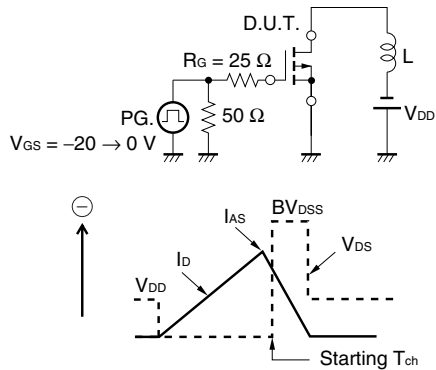 D.U.T.
RG = 25 Ω
L
PG.
50 Ω
VDD
VGS = −20 → 0 V
⊖
BVDSS
IAS
VDS
ID
VDD
Starting Tch